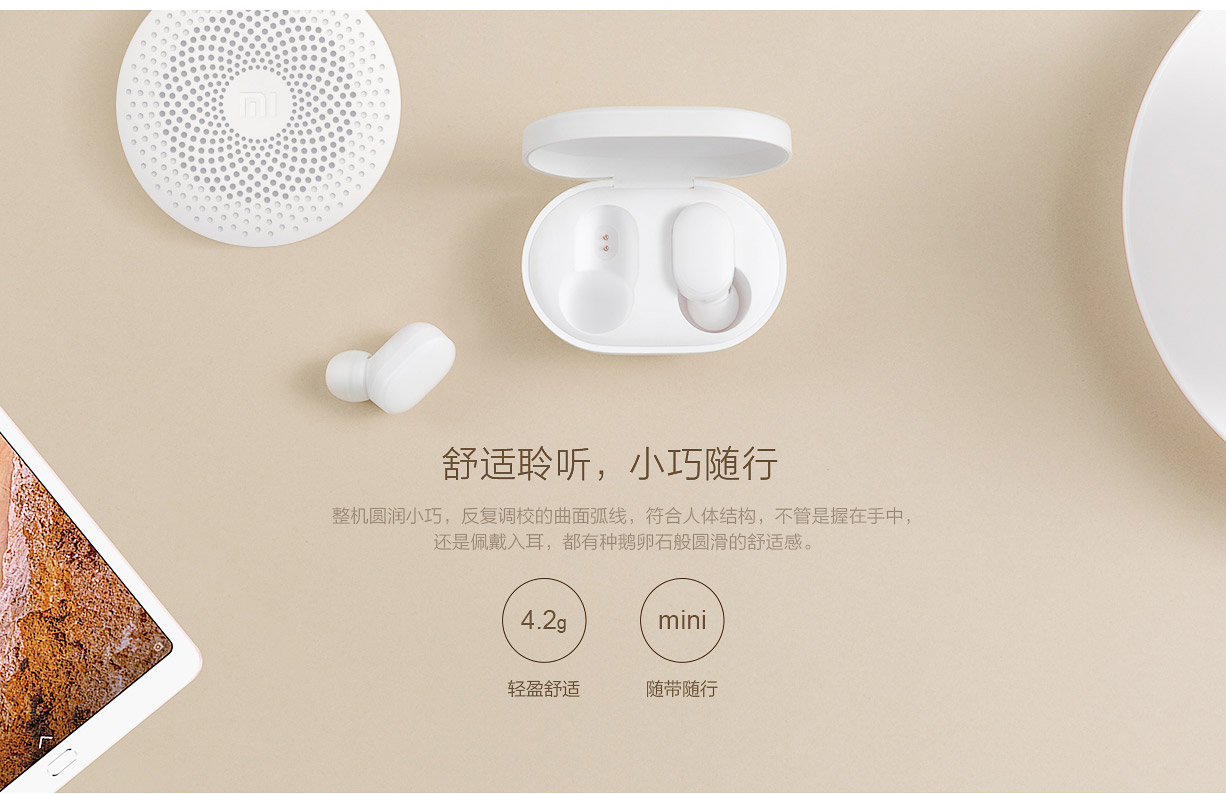 MI
舒适聆听，小巧随行
整机圆润小巧，反复调校的曲面弧线，符合人体结构，不管是握在手中，
还是佩戴入耳，都有种鹅卵石般圆滑的舒适感。
4.2g
mini
轻盈舒适
随带随行